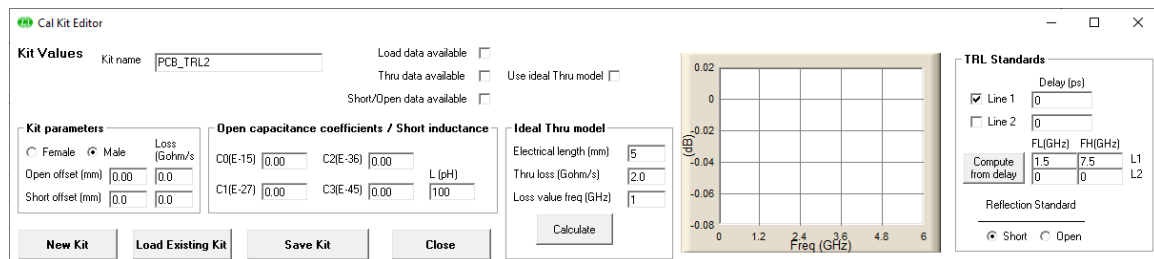 Cal Kit Editor
Kit Values
Kit name
PCB_TRL2
Load data available
Thru data available
Use ideal Thru model
Short/Open data available
Kit parameters
Female
Male
Loss
(Gohm/s
Open offset (mm)
0.00
0.0
Short offset (mm)
0.0
0.0
Open capacitance coefficients / Short inductance
C0(E-15)
0.00
C2(E-36)
0.00
C1(E-27)
0.00
C3(E-45)
0.00
L (pH)
100
Ideal Thru model
Electrical length (mm)
5
Thru loss (Gohm/s)
2.0
Loss value freq (GHz)
1
Calculate
New Kit
Load Existing Kit
Save Kit
Close
(dB)
0.02
0
-0.02
-0.04
-0.06
-0.08
0
1.2
2.4
3.6
4.8
6
Freq (GHz)
TRL Standards
Delay (ps)
Line 1
0
Line 2
0
FL(GHz)
FH(GHz)
Compute
from delay
1.5
7.5
L1
0
0
L2
Reflection Standard
Short
Open